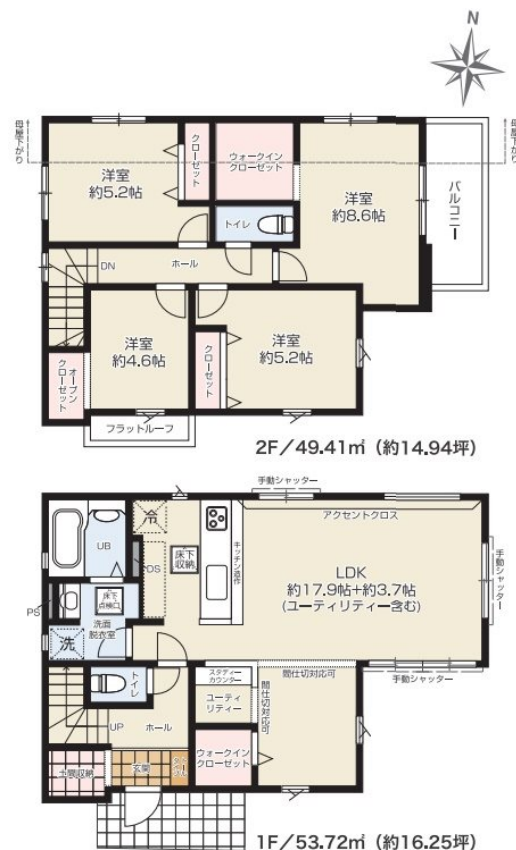 N
母屋下がり
母屋下がり
洋室
約5.2帖
クローゼット
ウォークイン
クローゼット
洋室
約8.6帖
バルコニー
トイレ
DN
ホール
洋室
約4.6帖
洋室
約5.2帖
クローゼット
オープン
クローゼット
フラットルーフ
2F/49.41㎡（約14.94坪）
手動シャッター
アクセントクロス
冷
UB
DS
床下
収納
キッチン造作
LDK
約17.9帖+約3.7帖
(ユーティリティー含む)
手動シャッター
PS
床下
点検口
洗面
脱衣室
洗
手動シャッター
トイレ
スタディー
カウンター
ユーティ
リティー
間仕切対応可
間仕切対応可
UP
ホール
ウォークイン
クローゼット
土間収納
玄関
1F/53.72㎡（約16.25坪）